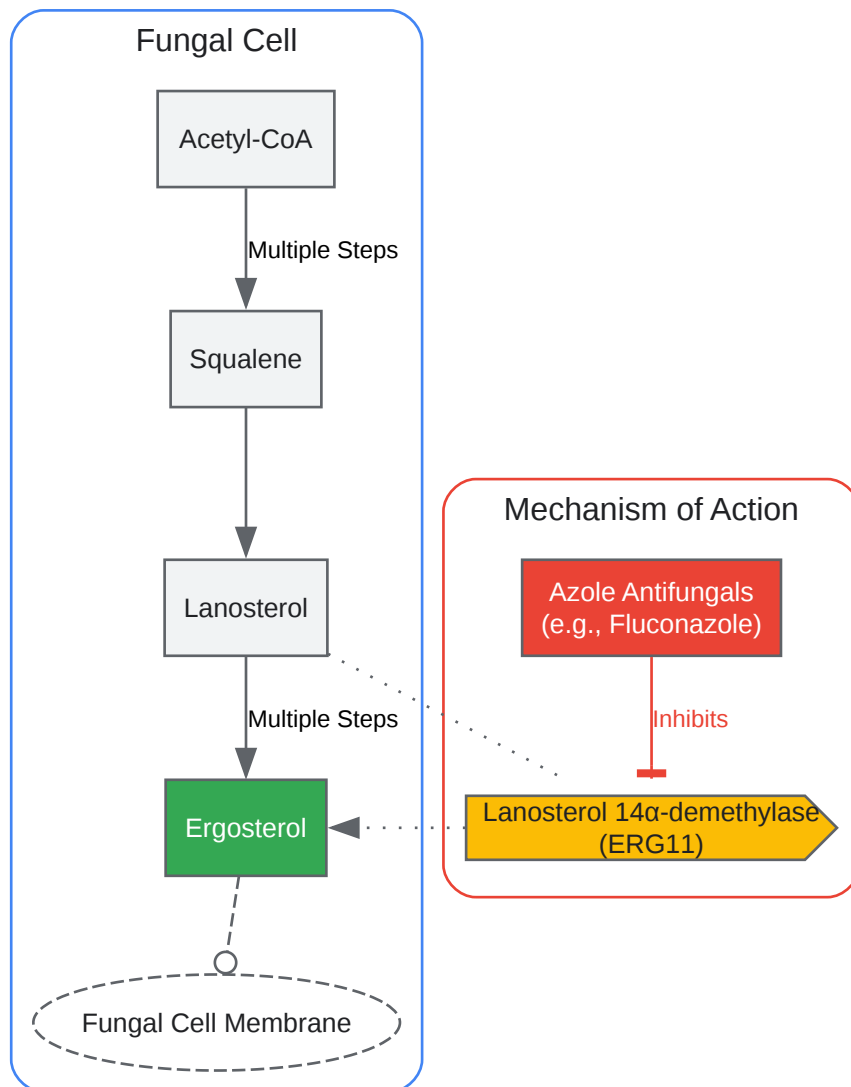 Fungal Cell
Acetyl-CoA
Multiple Steps
Squalene
Lanosterol
Multiple Steps
Ergosterol
Fungal Cell Membrane
Mechanism of Action
Azole Antifungals
(e.g., Fluconazole)
Inhibits
Lanosterol 14α-demethylase
(ERG11)